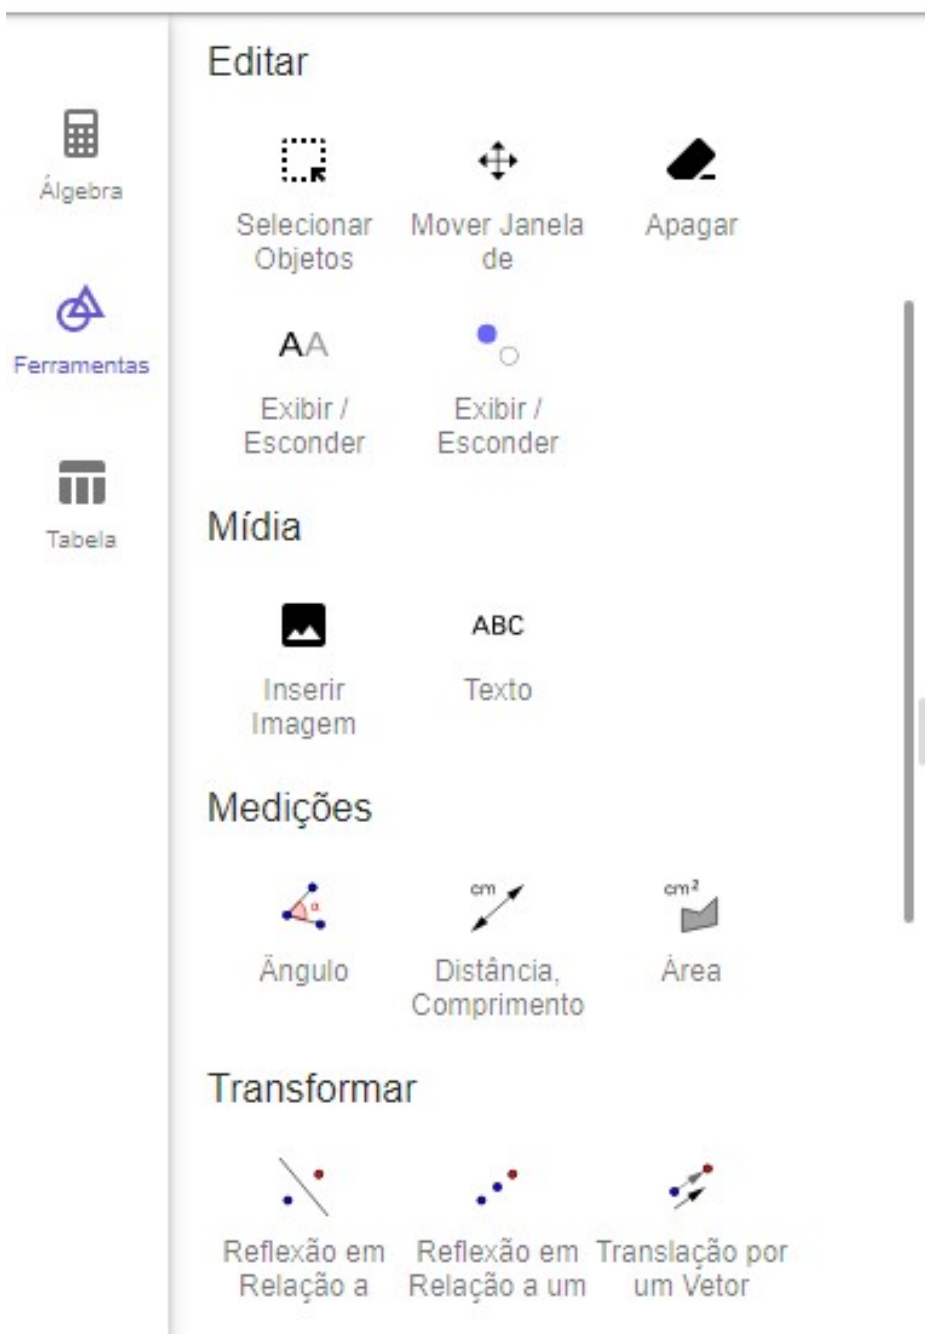 Editar
Álgebra
Selecionar
Objetos
Mover Janela
de
Apagar
Ferramentas
AA
Exibir /
Esconder
Exibir /
Esconder
Tabela
Mídia
ABC
Inserir
Imagem
Texto
Medições
α
cm
cm²
Ângulo
Distância,
Comprimento
Área
Transformar
Reflexão em
Relação a
Reflexão em
Relação a um
Translação por
um Vetor